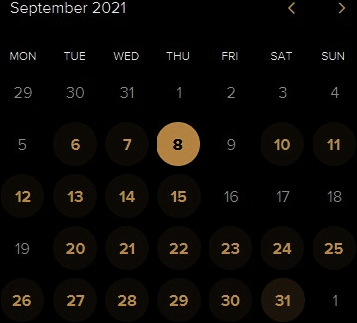 September 2021
MON TUE WED THU FRI SAT SUN
29 30 31 1 2 3 4
5 6 7 8 9 10 11
12 13 14 15 16 17 18
19 20 21 22 23 24 25
26 27 28 29 30 31 1